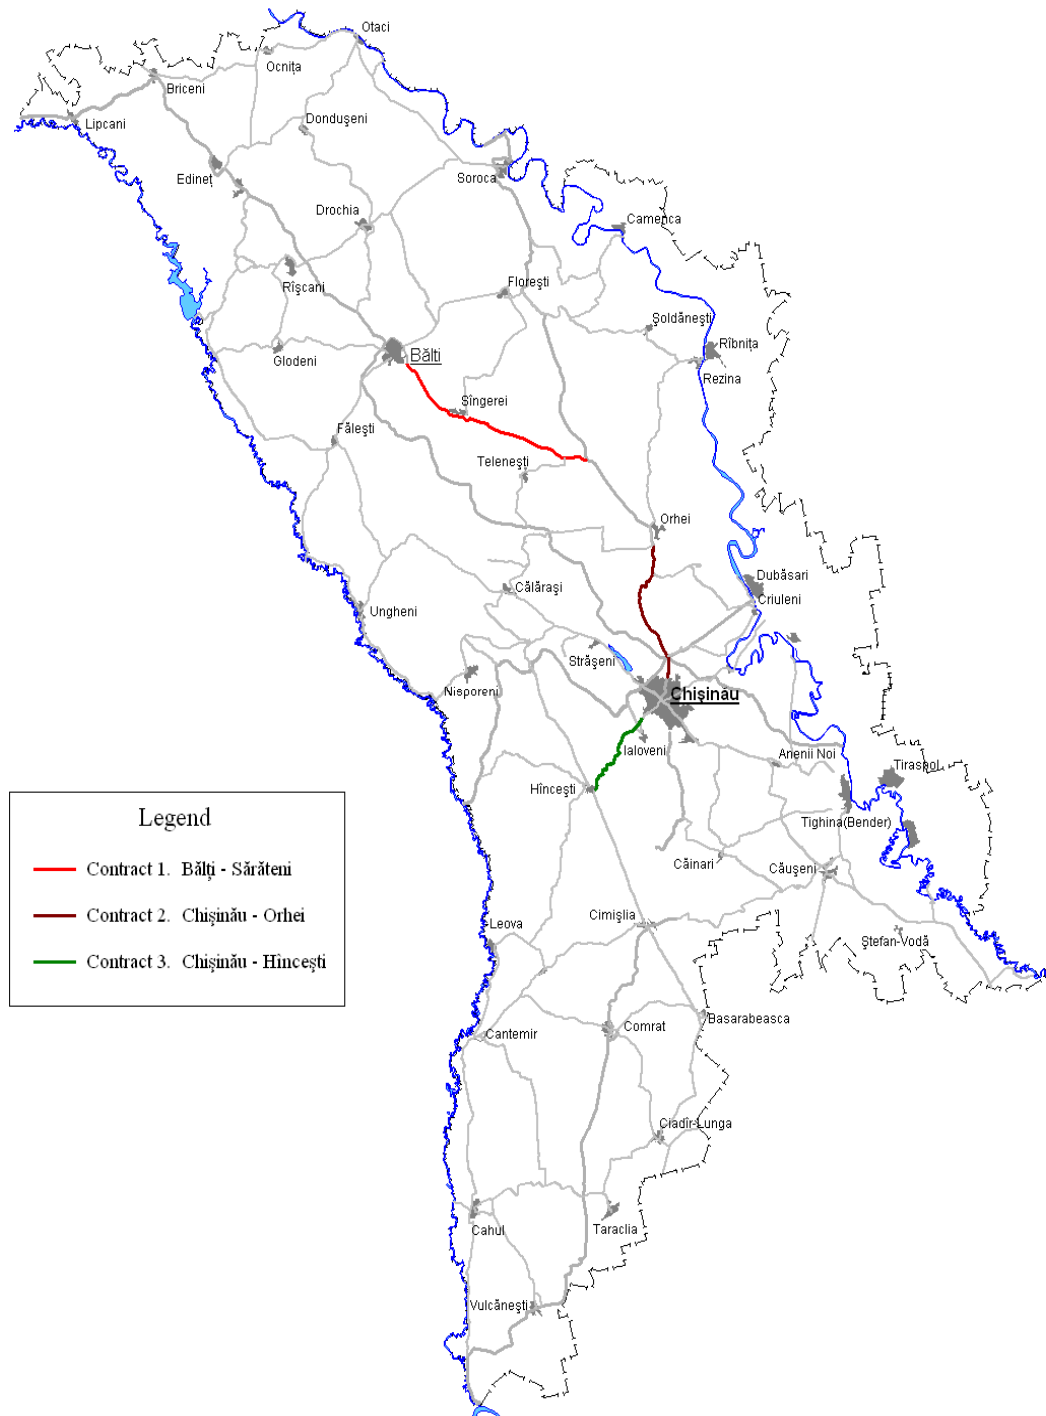 Otaci
Ocnița
Briceni
Lipcani
Dondușeni
Edineț
Soroca
Drochia
Camenca
Rîșcani
Florești
Șoldănești
Rîbnița
Bălți
Glodeni
Rezina
Sîngerei
Fălești
Telenești
Orhei
Dubăsari
Călărași
Criuleni
Ungheni
Strășeni
Nisporeni
Chișinău
Ialoveni
Anenii Noi
Tiraspol
Hîncești
Tighina(Bender)
Căinari
Căușeni
Cimișlia
Leova
Ștefan-Vodă
Basarabeasca
Comrat
Cantemir
Ciadîr-Lunga
Cahul
Taraclia
Vulcănești
Legend
Contract 1. Bălți - Sărăteni
Contract 2. Chișinău - Orhei
Contract 3. Chișinău - Hîncești